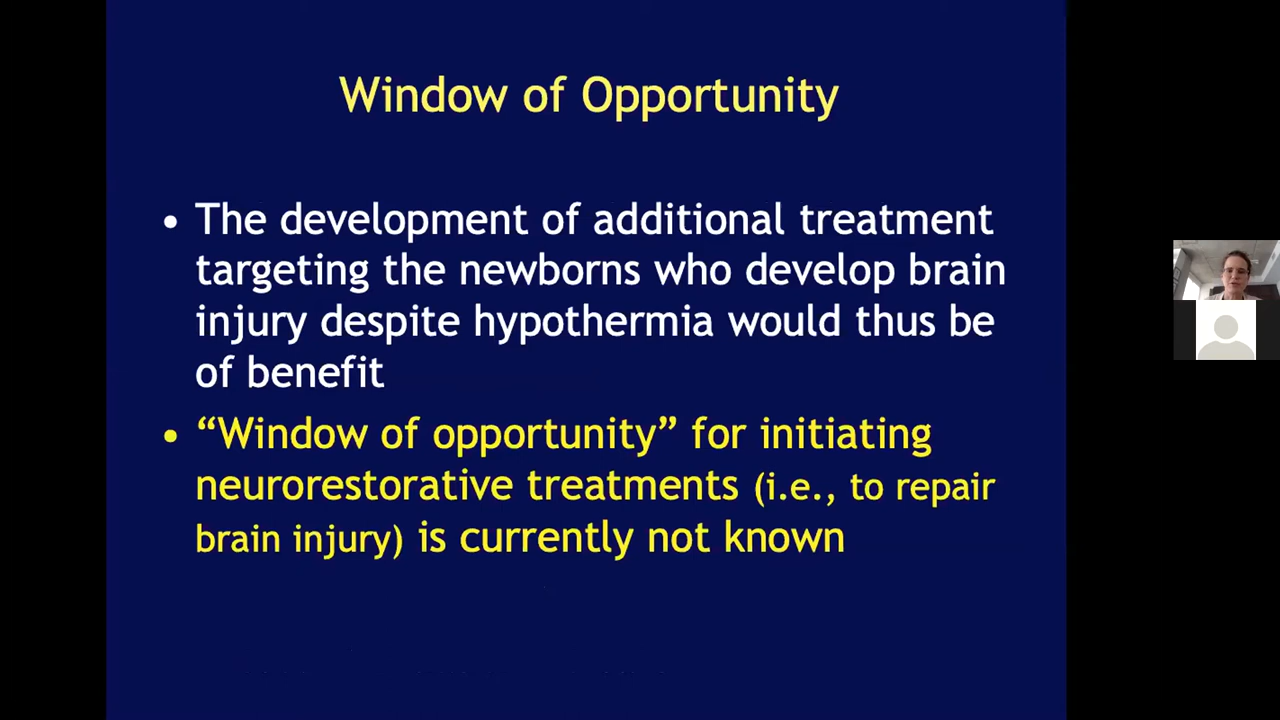 Window of Opportunity
• The development of additional treatment
targeting the newborns who develop brain
injury despite hypothermia would thus be
of benefit
• “Window of opportunity” for initiating
neurorestorative treatments (i.e., to repair
brain injury) is currently not known